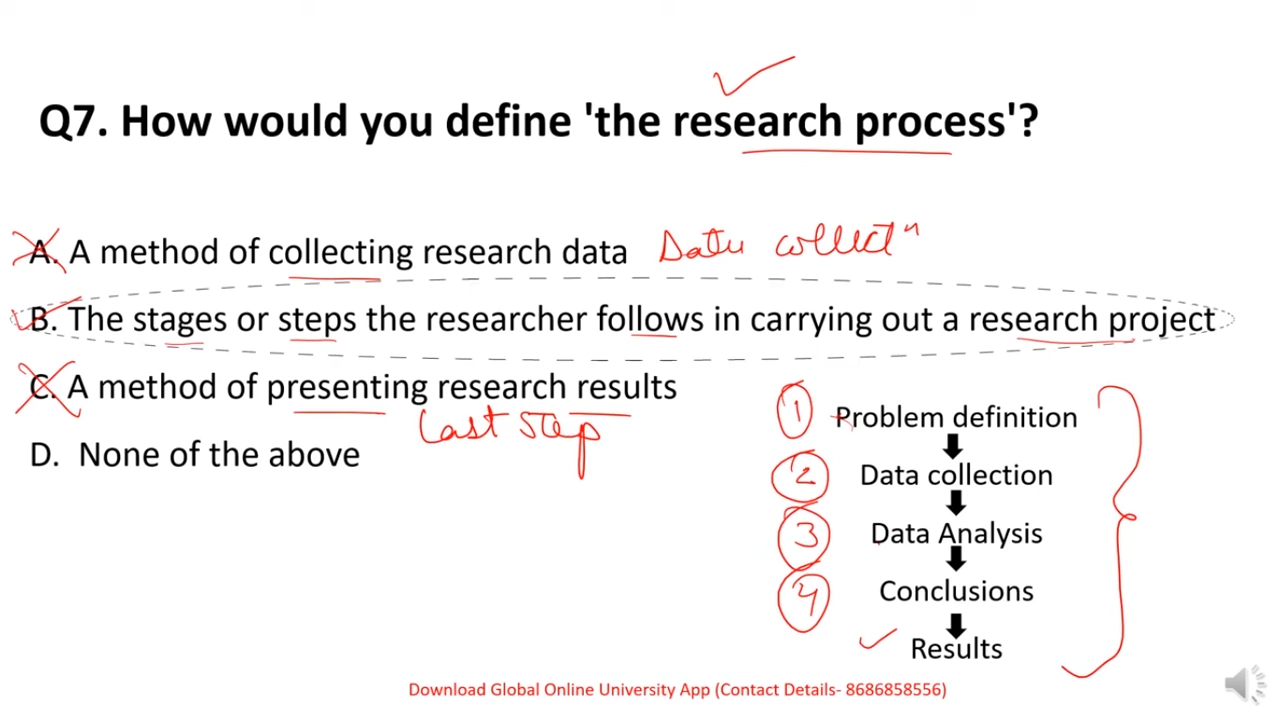 Q7. How would you define 'the research process'?
A. A method of collecting research data Data collectⁿ
B. The stages or steps the researcher follows in carrying out a research project
C. A method of presenting research results
Last step
D. None of the above
1 Problem definition
2 Data collection
3 Data Analysis
4 Conclusions
Results
Download Global Online University App (Contact Details- 8686858556)